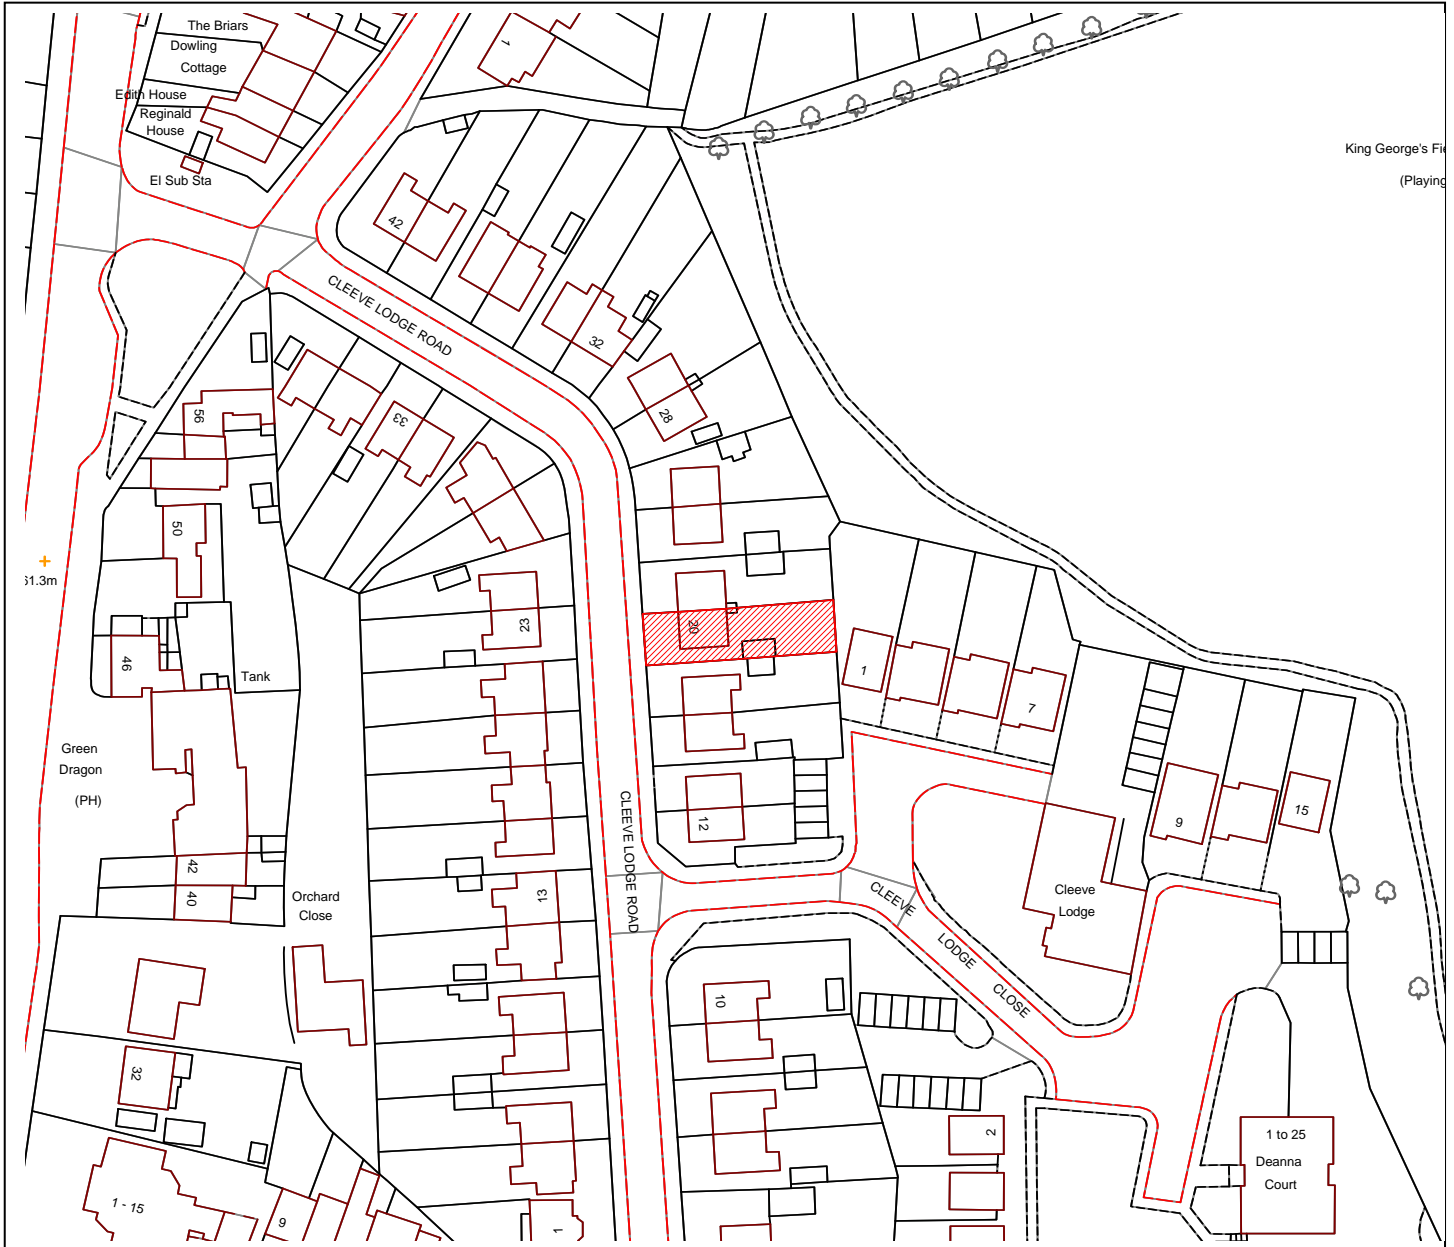 The Briars
Dowling
Cottage
Edith House
Reginald
House
El Sub Sta
1
King George's Fie
(Playing
42
CLEEVE LODGE ROAD
32
28
33
56
50
61.3m
23
20
46
Tank
1
7
Green
Dragon
(PH)
CLEEVE LODGE ROAD
12
9
15
42
40
Orchard
Close
13
Cleeve
Lodge
CLEEVE
LODGE
CLOSE
10
32
2
1 to 25
Deanna
Court
1 - 15
9
1